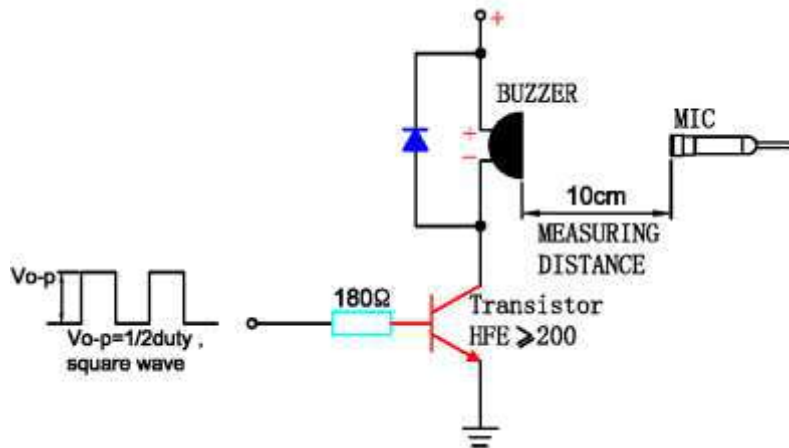 +
BUZZER
+
−
MIC
10cm
MEASURING
DISTANCE
Vo-p
180Ω
Transistor
HFE ⩾200
Vo-p=1/2duty ,
square wave